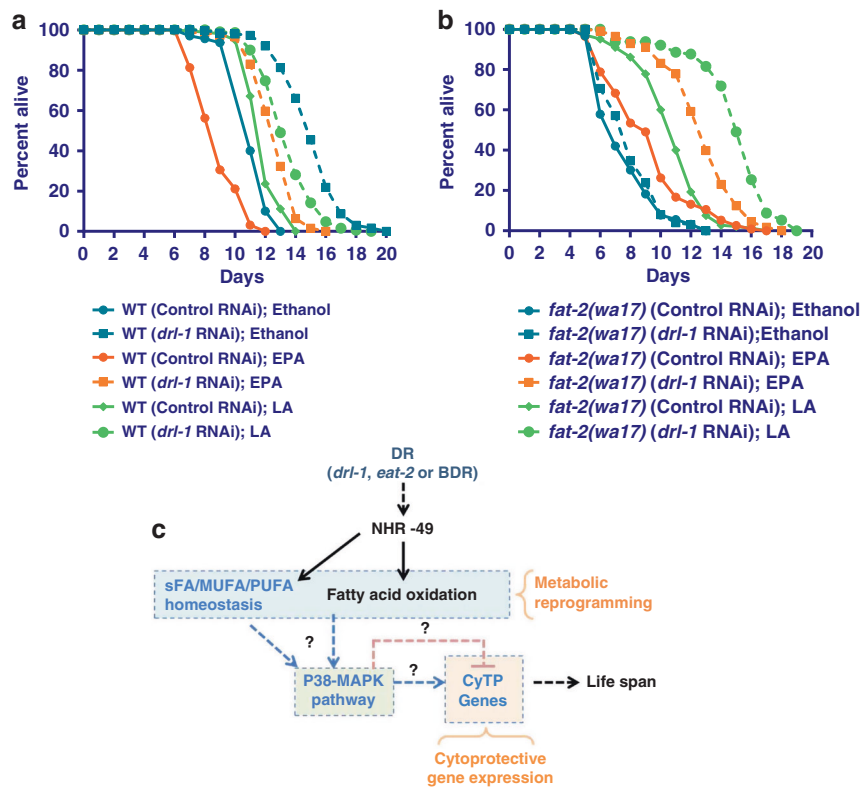 a
Percent alive
100
80
60
40
20
0
0 2 4 6 8 10 12 14 16 18 20
Days
WT (Control RNAi); Ethanol
WT (drl-1 RNAi); Ethanol
WT (Control RNAi); EPA
WT (drl-1 RNAi); EPA
WT (Control RNAi); LA
WT (drl-1 RNAi); LA
b
Percent alive
100
80
60
40
20
0
0 2 4 6 8 10 12 14 16 18 20
Days
fat-2(wa17) (Control RNAi); Ethanol
fat-2(wa17) (drl-1 RNAi);Ethanol
fat-2(wa17) (Control RNAi); EPA
fat-2(wa17) (drl-1 RNAi); EPA
fat-2(wa17) (Control RNAi); LA
fat-2(wa17) (drl-1 RNAi); LA
c
DR
(drl-1, eat-2 or BDR)
NHR -49
sFA/MUFA/PUFA
homeostasis
Fatty acid oxidation
Metabolic
reprogramming
?
?
?
P38-MAPK
pathway
CyTP
Genes
Life span
Cytoprotective
gene expression